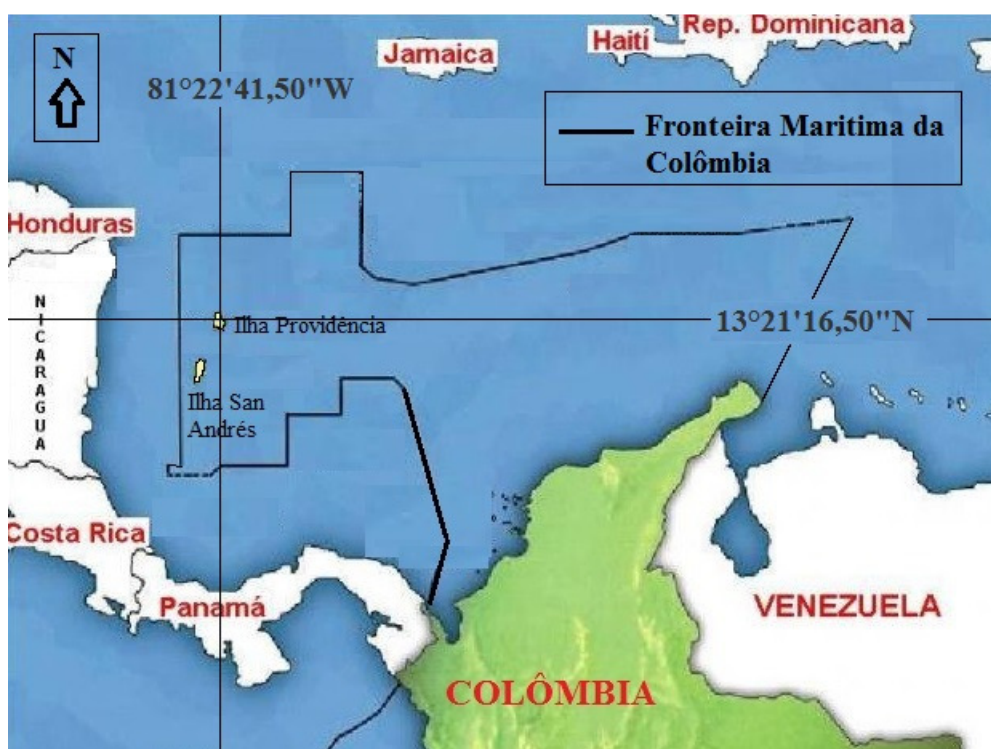 Rep. Dominicana
Haití
Jamaica
N
81°22'41,50"W
Fronteira Maritima da
Colômbia
Honduras
NICARAGUA
Ilha Providência
13°21'16,50"N
Ilha San
Andrés
Costa Rica
Panamá
VENEZUELA
COLÔMBIA